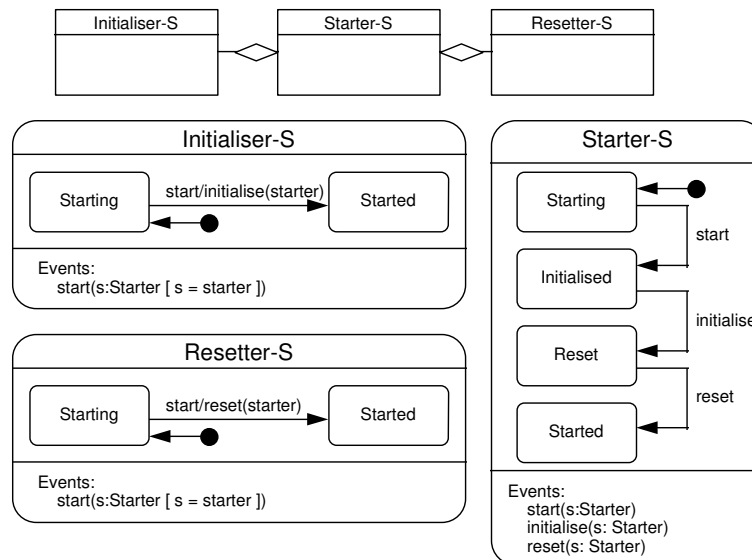 Initialiser-S
Starter-S
Resetter-S
Initialiser-S
Starting
start/initialise(starter)
Started
Events:
start(s:Starter [ s = starter ])
Resetter-S
Starting
start/reset(starter)
Started
Events:
start(s:Starter [ s = starter ])
Starter-S
Starting
start
Initialised
initialise
Reset
reset
Started
Events:
start(s:Starter)
initialise(s: Starter)
reset(s: Starter)